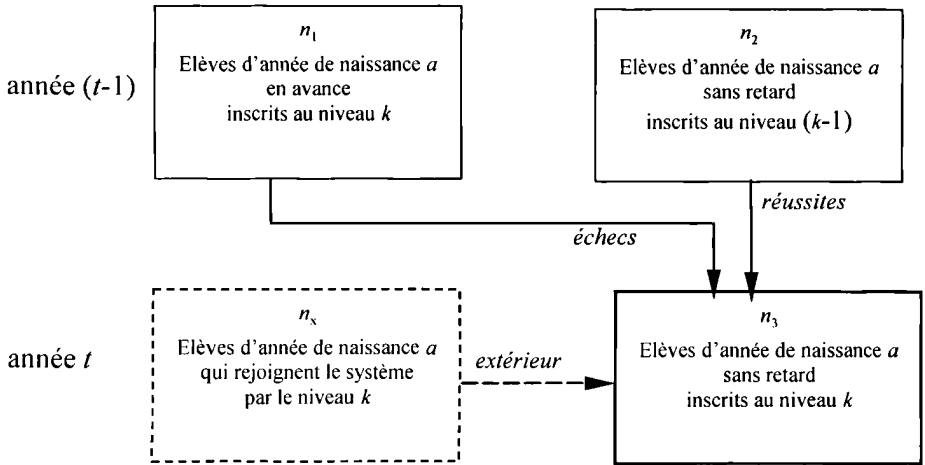 n₁
Elèves d'année de naissance a
en avance
inscrits au niveau k
n₂
Elèves d'année de naissance a
sans retard
inscrits au niveau (k-1)
année (t-1)
échecs
réussites
nₓ
Elèves d'année de naissance a
qui rejoignent le système
par le niveau k
année t
extérieur
n₃
Elèves d'année de naissance a
sans retard
inscrits au niveau k